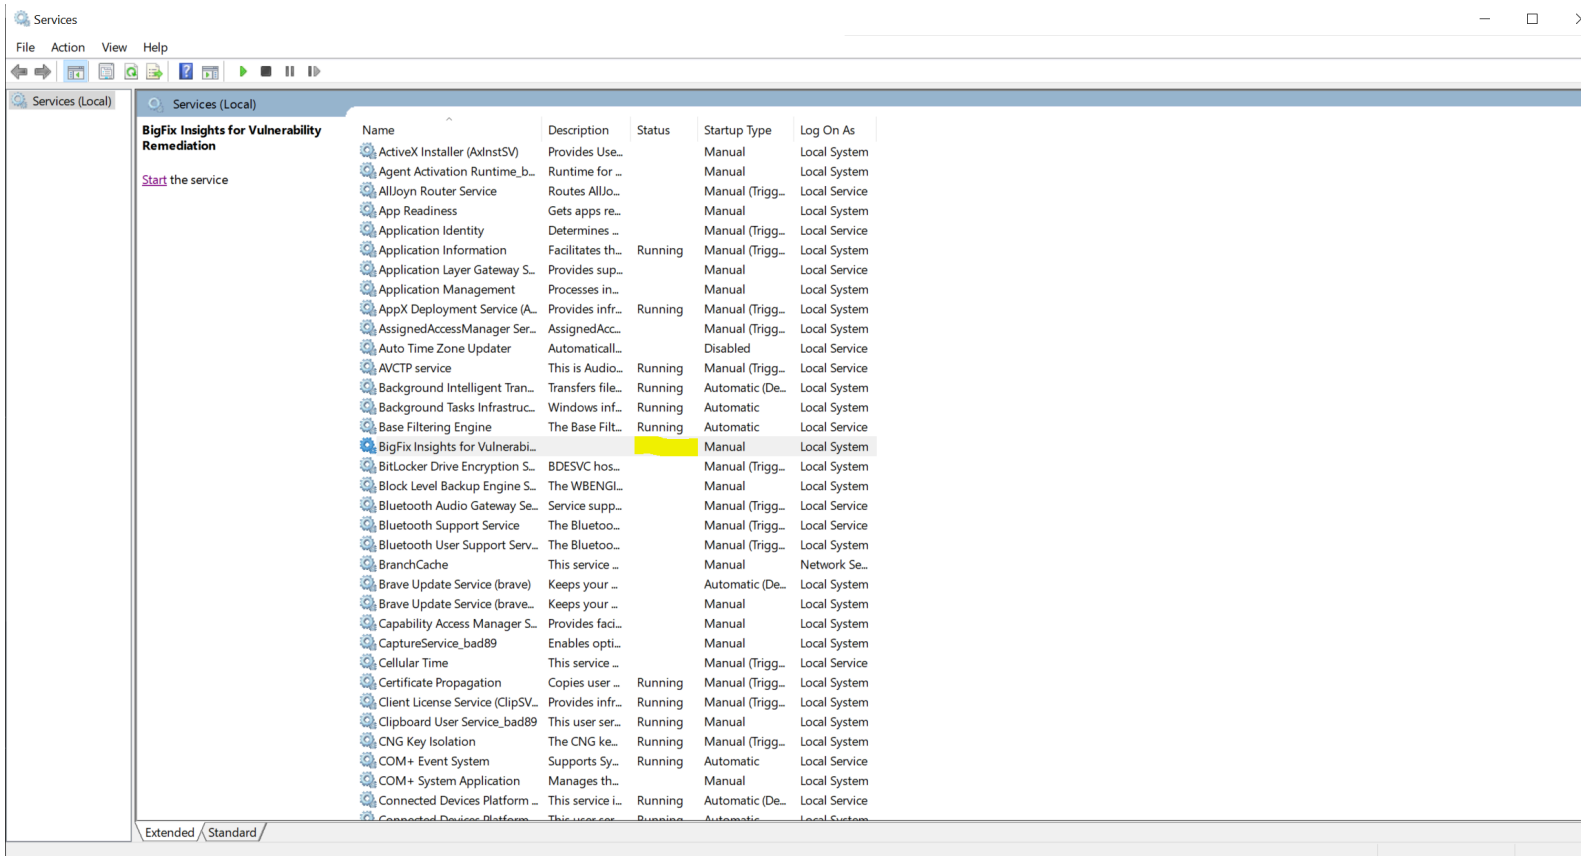 Services
File Action View Help
Services (Local)
Services (Local)
BigFix Insights for Vulnerability
Remediation
Start the service
Name Description Status Startup Type Log On As
ActiveX Installer (AxInstSV) Provides Use... Manual Local System
Agent Activation Runtime_b... Runtime for ... Manual Local System
AllJoyn Router Service Routes AllJo... Manual (Trigg... Local Service
App Readiness Gets apps re... Manual Local System
Application Identity Determines ... Manual (Trigg... Local Service
Application Information Facilitates th... Running Manual (Trigg... Local System
Application Layer Gateway S... Provides sup... Manual Local Service
Application Management Processes in... Manual Local System
AppX Deployment Service (A... Provides infr... Running Manual (Trigg... Local System
AssignedAccessManager Ser... AssignedAcc... Manual (Trigg... Local System
Auto Time Zone Updater Automaticall... Disabled Local Service
AVCTP service This is Audio... Running Manual (Trigg... Local Service
Background Intelligent Tran... Transfers file... Running Automatic (De... Local System
Background Tasks Infrastruc... Windows inf... Running Automatic Local System
Base Filtering Engine The Base Filt... Running Automatic Local Service
BigFix Insights for Vulnerabi... Manual Local System
BitLocker Drive Encryption S... BDESVC hos... Manual (Trigg... Local System
Block Level Backup Engine S... The WBENGI... Manual Local System
Bluetooth Audio Gateway Se... Service supp... Manual (Trigg... Local Service
Bluetooth Support Service The Bluetoo... Manual (Trigg... Local Service
Bluetooth User Support Serv... The Bluetoo... Manual (Trigg... Local System
BranchCache This service ... Manual Network Se...
Brave Update Service (brave) Keeps your ... Automatic (De... Local System
Brave Update Service (brave... Keeps your ... Manual Local System
Capability Access Manager S... Provides faci... Manual Local System
CaptureService_bad89 Enables opti... Manual Local System
Cellular Time This service ... Manual (Trigg... Local Service
Certificate Propagation Copies user ... Running Manual (Trigg... Local System
Client License Service (ClipSV... Provides infr... Running Manual (Trigg... Local System
Clipboard User Service_bad89 This user ser... Running Manual Local System
CNG Key Isolation The CNG ke... Running Manual (Trigg... Local System
COM+ Event System Supports Sy... Running Automatic Local Service
COM+ System Application Manages th... Manual Local System
Connected Devices Platform ... This service i... Running Automatic (De... Local Service
Connected Devices Platform ... This user ser... Running Automatic Local System
Extended Standard